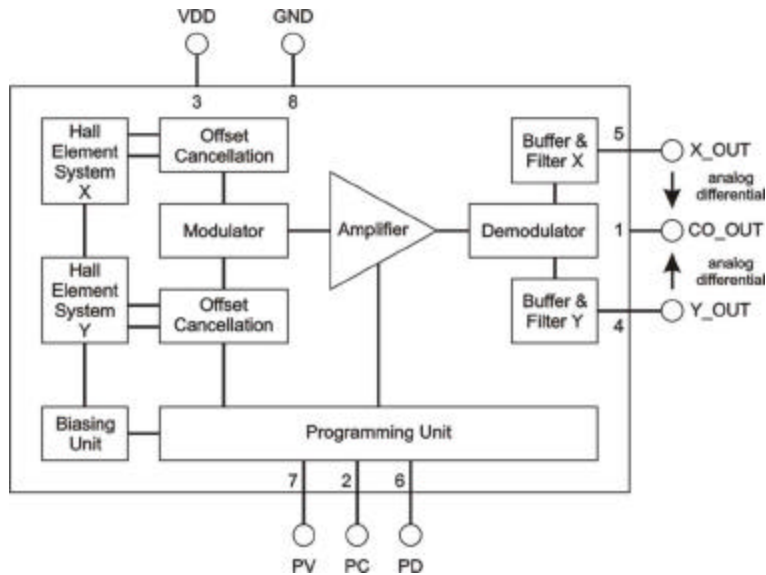 VDD GND
3 8
Hall
Element
System
X
Offset
Cancellation
Modulator
Hall
Element
System
Y
Offset
Cancellation
Amplifier
Demodulator
Buffer &
Filter X
Buffer &
Filter Y
5
X_OUT
analog
differential
1
CO_OUT
analog
differential
Y_OUT
4
Biasing
Unit
Programming Unit
7 2 6
PV PC PD